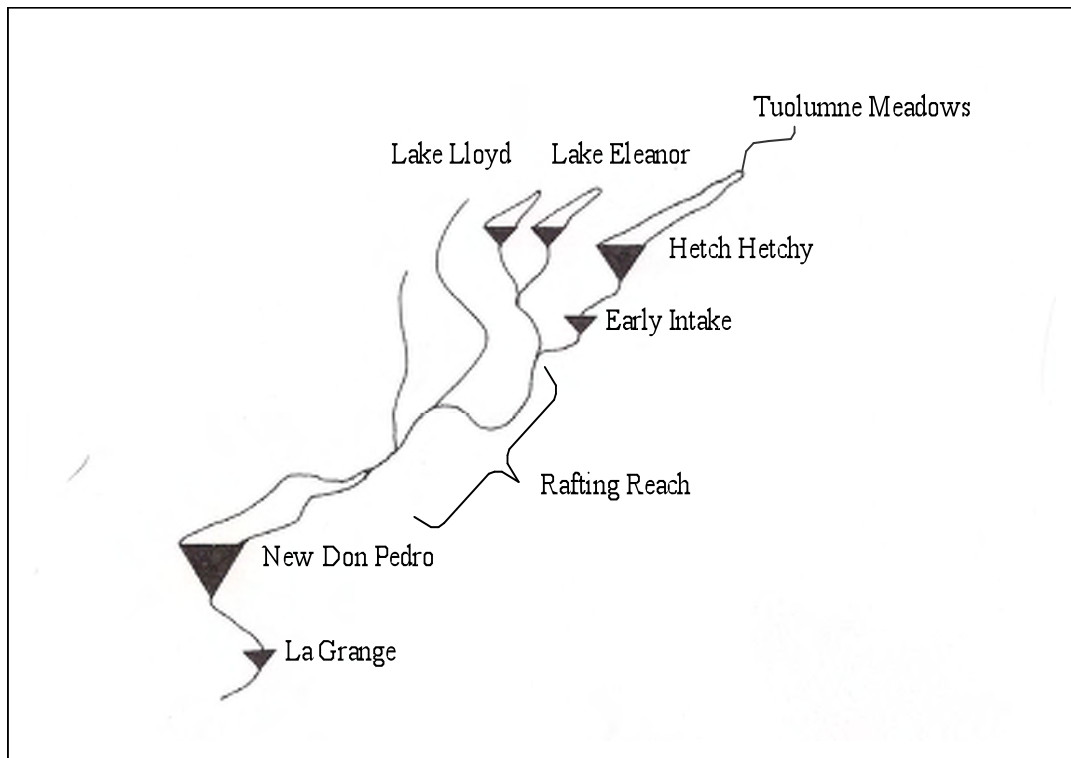 Tuolumne Meadows
Lake Lloyd
Lake Eleanor
Hetch Hetchy
Early Intake
Rafting Reach
New Don Pedro
La Grange